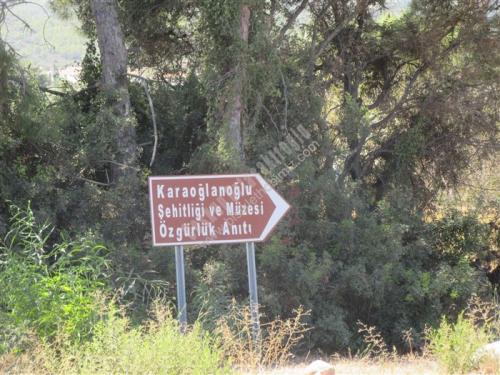 Karaoğlanoğlu
Şehitliği ve Müzesi
Özgürlük Anıtı